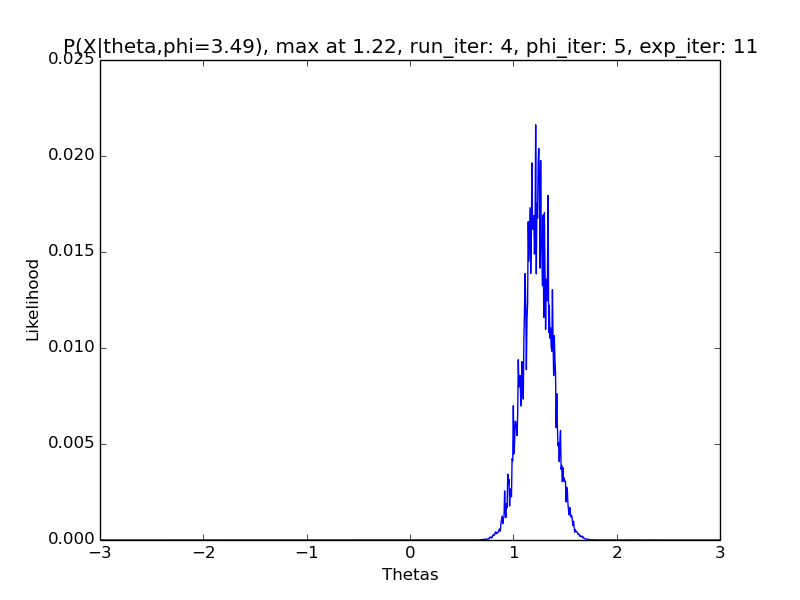 P(X|theta,phi=3.49), max at 1.22, run_iter: 4, phi_iter: 5, exp_iter: 11
0.025
0.020
0.015
0.010
0.005
0.000
Likelihood
−3 −2 −1 0 1 2 3
Thetas